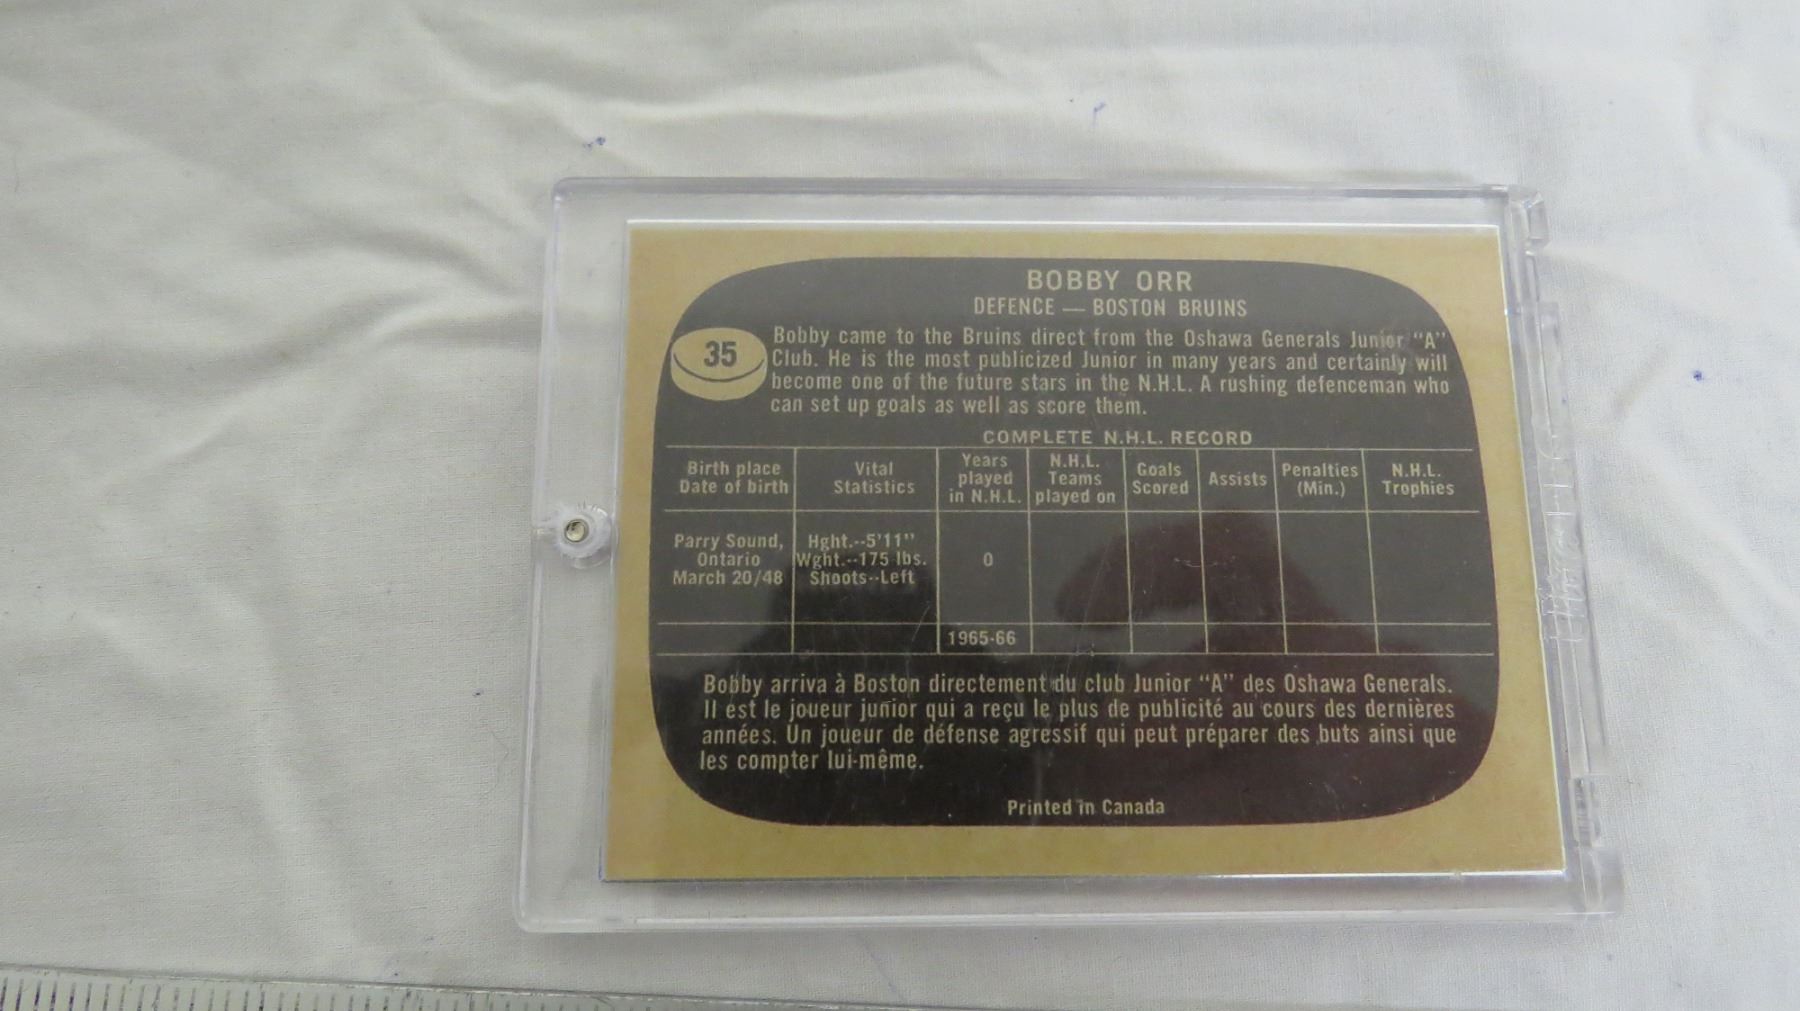 BOBBY ORR
DEFENCE — BOSTON BRUINS
35
Bobby came to the Bruins direct from the Oshawa Generals Junior "A"
Club. He is the most publicized Junior in many years and certainly will
become one of the future stars in the N.H.L. A rushing defenceman who
can set up goals as well as score them.
COMPLETE N.H.L. RECORD
Birth place
Date of birth
Vital
Statistics
Years
played
in N.H.L.
N.H.L.
Teams
played on
Goals
Scored
Assists
Penalties
(Min.)
N.H.L.
Trophies
Parry Sound,
Ontario
March 20/48
Hght.--5'11"
Wght.--175 lbs.
Shoots--Left
0
1965-66
Bobby arriva à Boston directement du club Junior "A" des Oshawa Generals.
Il est le joueur junior qui a reçu le plus de publicité au cours des dernières
années. Un joueur de défense agressif qui peut préparer des buts ainsi que
les compter lui-même.
Printed in Canada